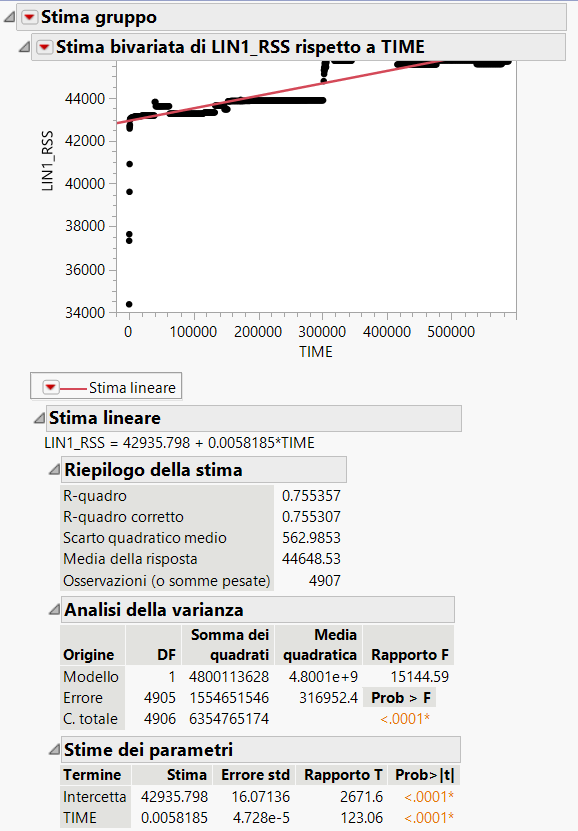 Stima gruppo
Stima bivariata di LIN1_RSS rispetto a TIME
44000
42000
40000
38000
36000
34000
LIN1_RSS
0 100000 200000 300000 400000 500000
TIME
Stima lineare
Stima lineare
LIN1_RSS = 42935.798 + 0.0058185*TIME
Riepilogo della stima
R-quadro 0.755357
R-quadro corretto 0.755307
Scarto quadratico medio 562.9853
Media della risposta 44648.53
Osservazioni (o somme pesate) 4907
Analisi della varianza
Somma dei Media
Origine DF quadrati quadratica Rapporto F
Modello 1 4800113628 4.8001e+9 15144.59
Errore 4905 1554651546 316952.4 Prob > F
C. totale 4906 6354765174 <.0001*
Stime dei parametri
Termine Stima Errore std Rapporto T Prob>|t|
Intercetta 42935.798 16.07136 2671.6 <.0001*
TIME 0.0058185 4.728e-5 123.06 <.0001*